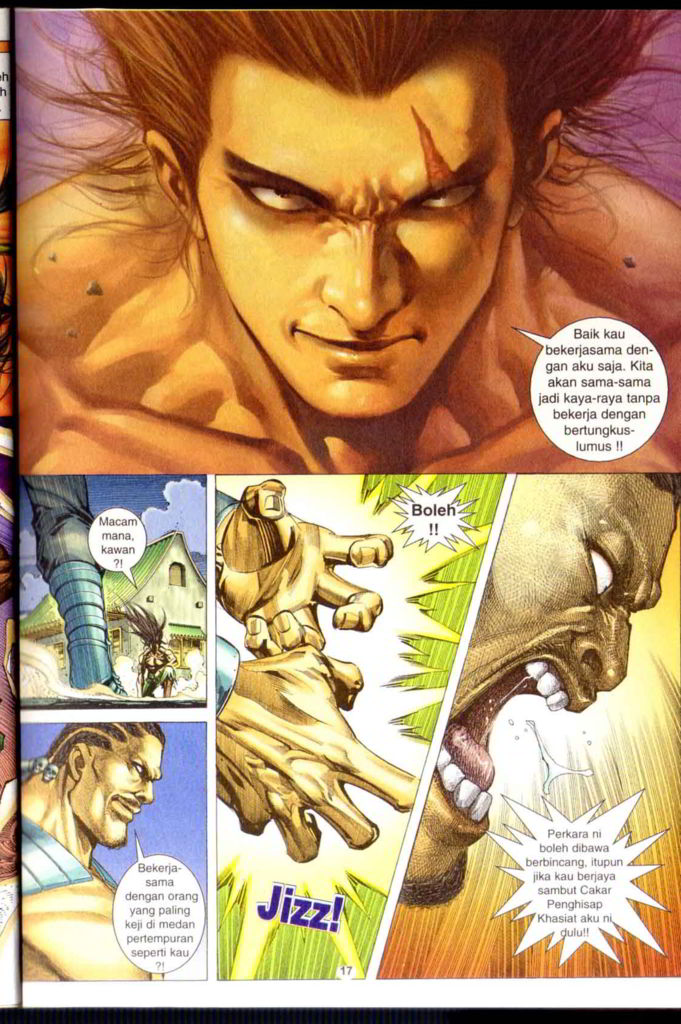 Baik kau
bekerjasama den-
gan aku saja. Kita
akan sama-sama
jadi kaya-raya tanpa
bekerja dengan
bertungkus-
lumus !!
Macam
mana,
kawan
?!
Bekerja-
sama
dengan orang
yang paling
keji di medan
pertempuran
seperti kau
?!
Boleh
!!
Jizz!
Perkara ni
boleh dibawa
berbincang, itupun
jika kau berjaya
sambut Cakar
Penghisap
Khasiat aku ni
dulu!!
17